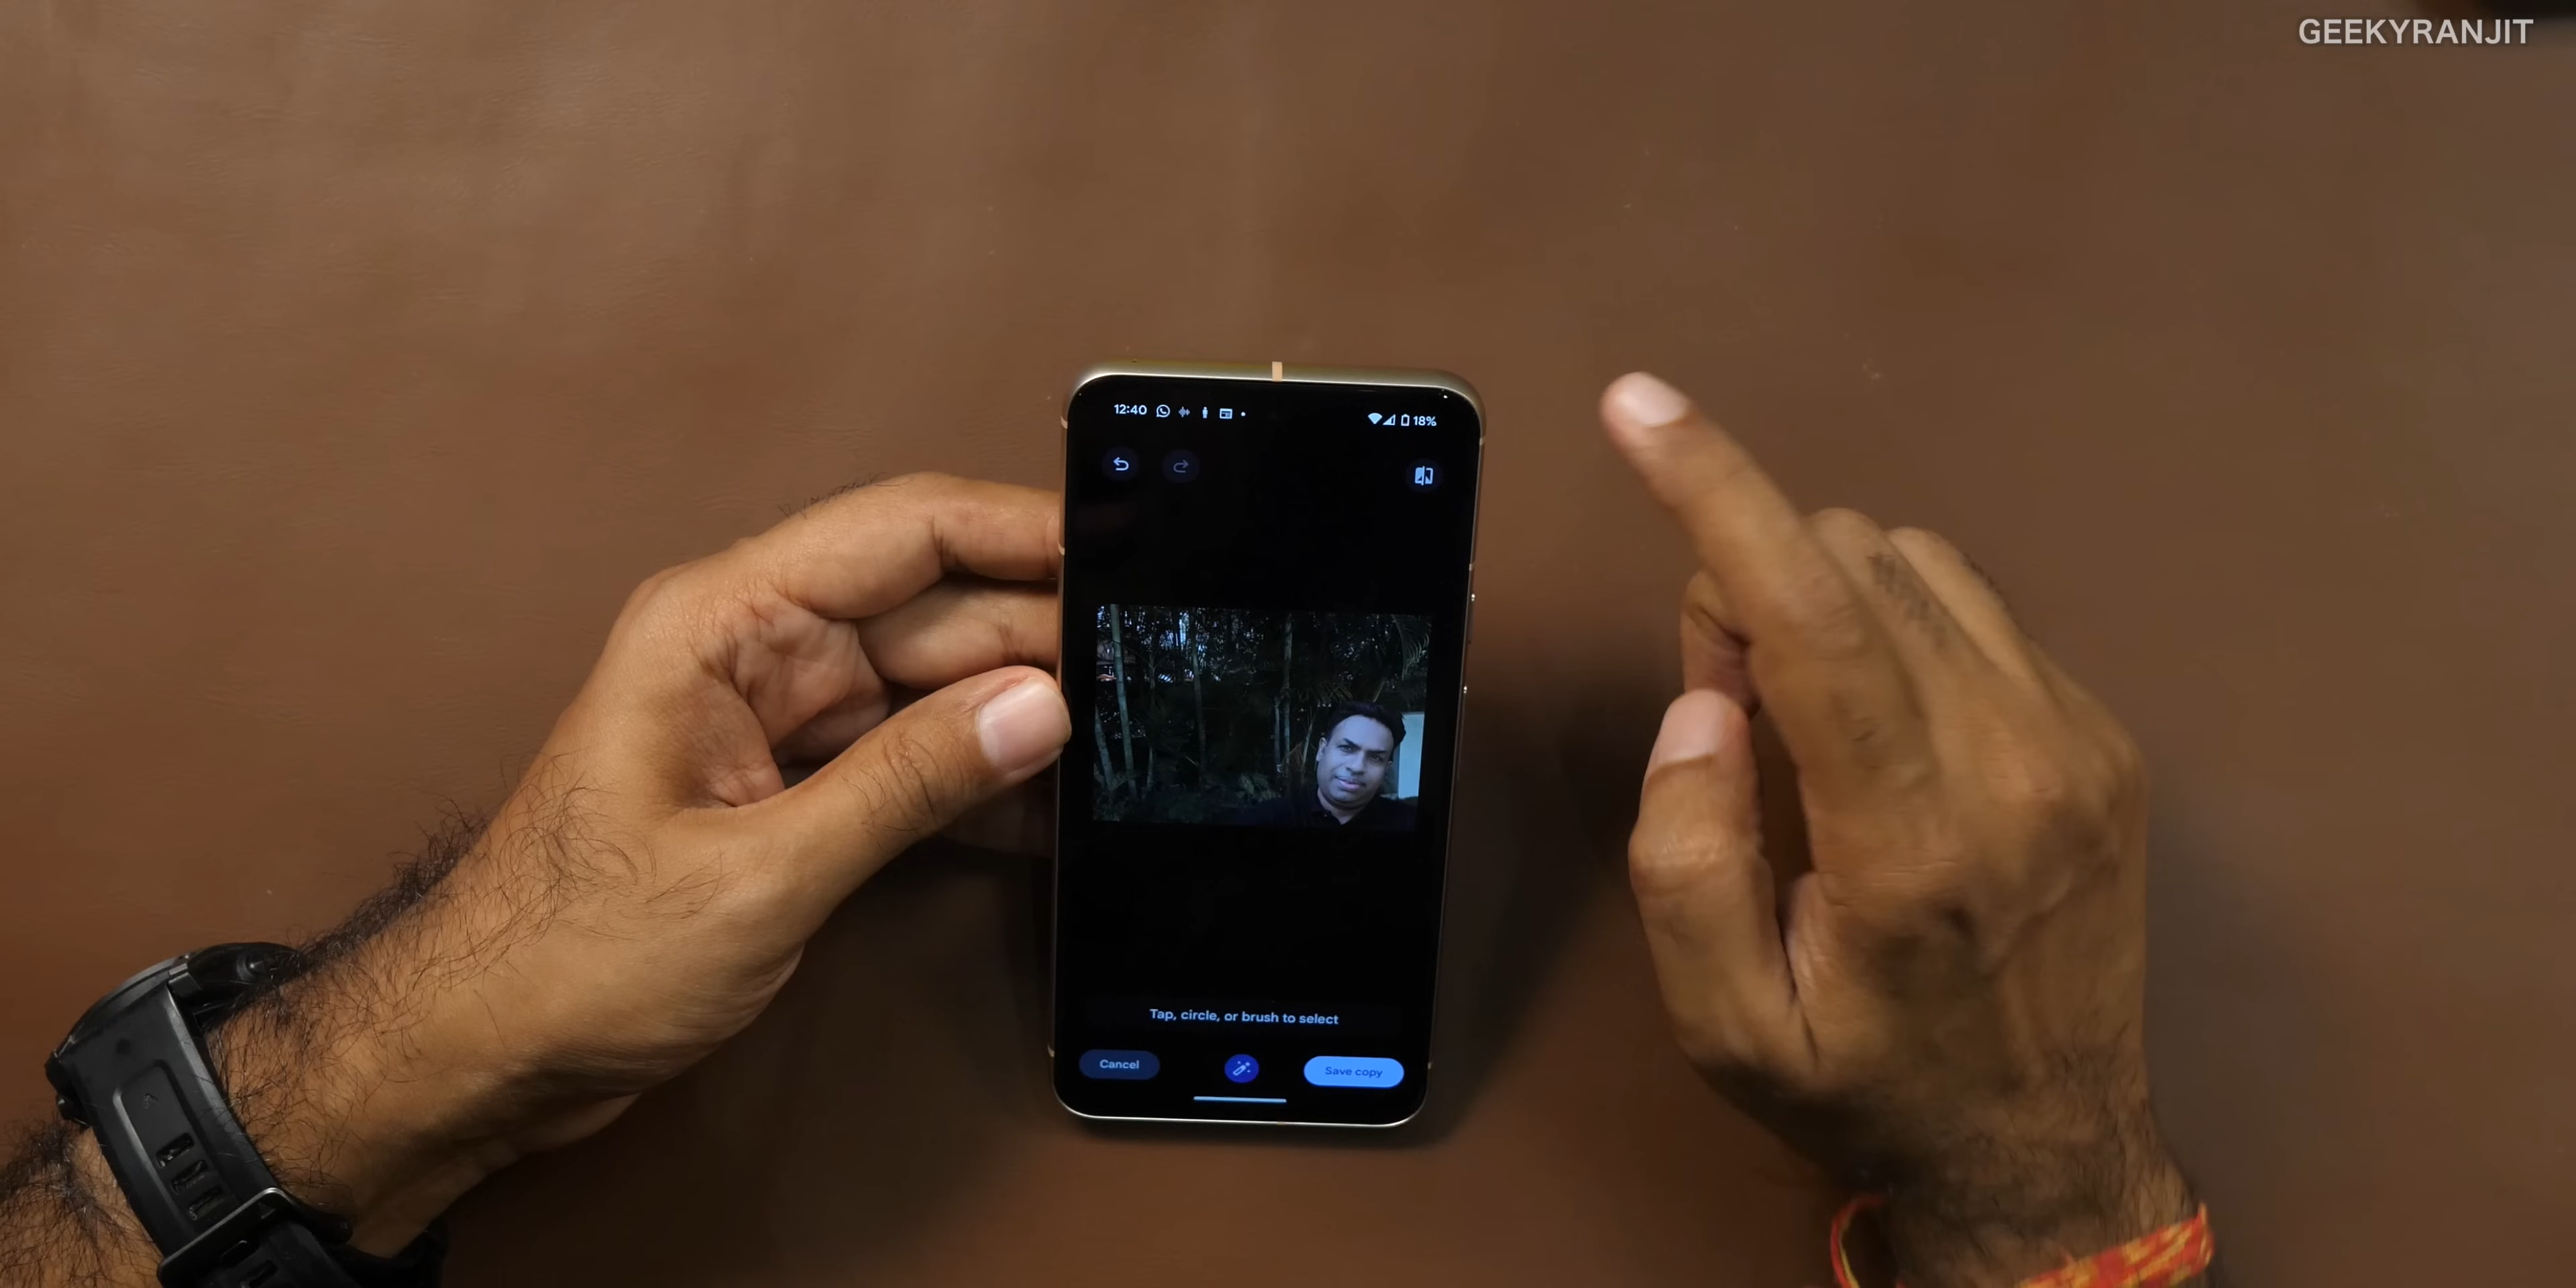 GEEKYRANJIT
12:40
18%
Tap, circle, or brush to select
Cancel
Save copy